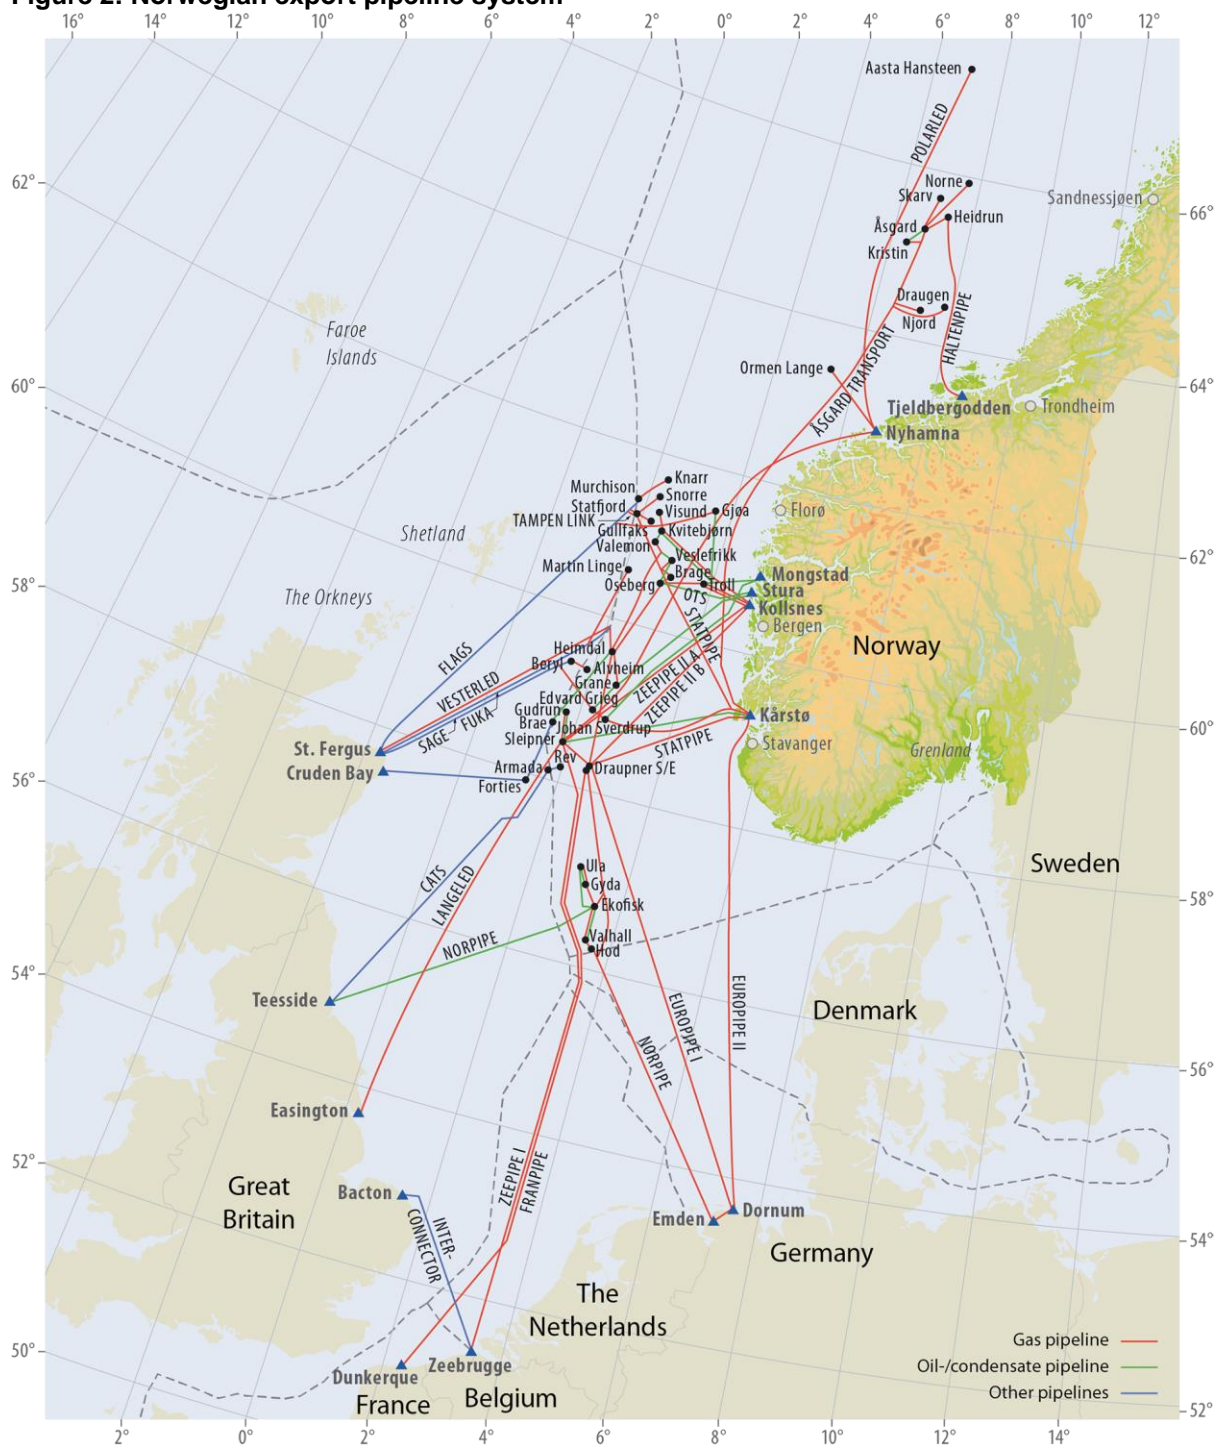 Figure 2: Norwegian export pipeline system
16° 14° 12° 10° 8° 6° 4° 2° 0° 2° 4° 6° 8° 10° 12°
Aasta Hansteen
POLARLED
62°
Norne
Skarv
Sandnessjøen
66°
Heidrun
Åsgard
Kristin
Draugen
Njord
HALTENPIPE
Faroe
Islands
ÅSGARD TRANSPORT
Ormen Lange
60°
64°
Tjeldbergodden
Trondheim
Nyhamna
Knarr
Murchison
Snorre
Statfjord
Visund
Gjøa
Florø
TAMPEN LINK
Gullfaks
Kvitebjørn
Shetland
Valemon
Veslefrikk
62°
Martin Linge
Brage
Mongstad
Oseberg
Troll
58°
Stura
OTS
The Orkneys
Kollsnes
STATPIPE
Bergen
Norway
FLAGS
Heimdal
Beryl
Alvheim
ZEEPIPE II A
ZEEPIPE II B
VESTERLED
Grane
Edvard Grieg
SAGE
FUKA
Gudrun
Kårstø
Brae
Johan Sverdrup
60°
St. Fergus
Sleipner
STATPIPE
Stavanger
Grenland
Rev
Cruden Bay
Armada
Draupner S/E
56°
Forties
Sweden
Ula
CATS
LANGELED
Gyda
Ekofisk
58°
NORPIPE
Valhall
Hod
54°
Teesside
EUROPIPE II
EUROPIPE I
Denmark
NORPIPE
56°
Easington
52°
ZEEPIPE I
FRANPIPE
Great
Britain
Bacton
INTER-
CONNECTOR
Emden
Dornum
54°
Germany
The
Netherlands
Gas pipeline
50°
Zeebrugge
Oil-/condensate pipeline
Dunkerque
Other pipelines
Belgium
France
52°
2° 0° 2° 4° 6° 8° 10° 12° 14°